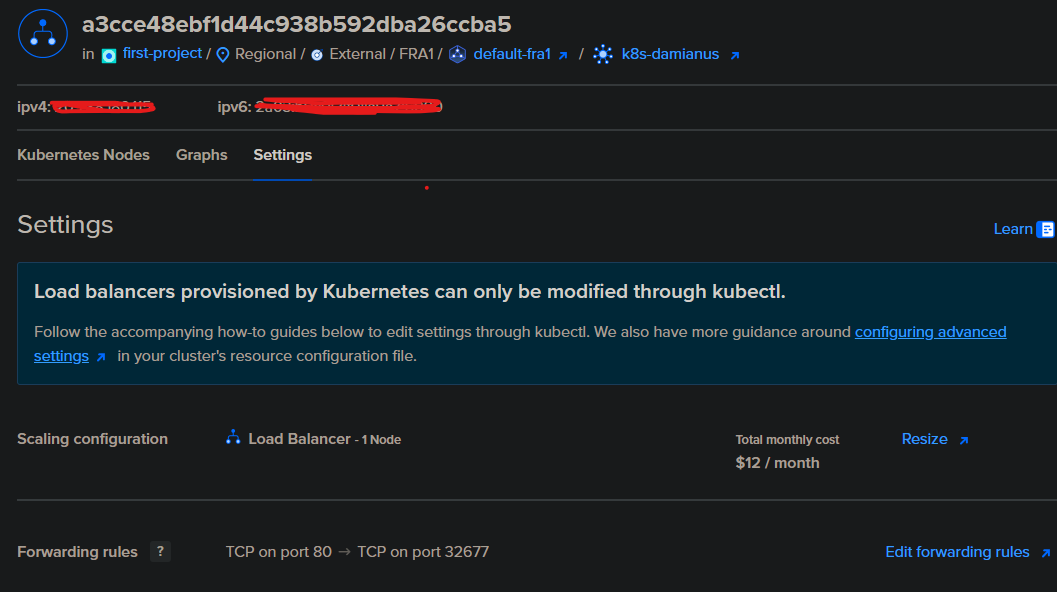 a3cce48ebf1d44c938b592dba26ccba5
in first-project / Regional / External / FRA1 / default-fra1 / k8s-damianus
ipv4:
ipv6:
Kubernetes Nodes Graphs Settings
Settings
Learn
Load balancers provisioned by Kubernetes can only be modified through kubectl.
Follow the accompanying how-to guides below to edit settings through kubectl. We also have more guidance around configuring advanced
settings in your cluster's resource configuration file.
Scaling configuration
Load Balancer - 1 Node
Total monthly cost
$12 / month
Resize
Forwarding rules ?
TCP on port 80 → TCP on port 32677
Edit forwarding rules